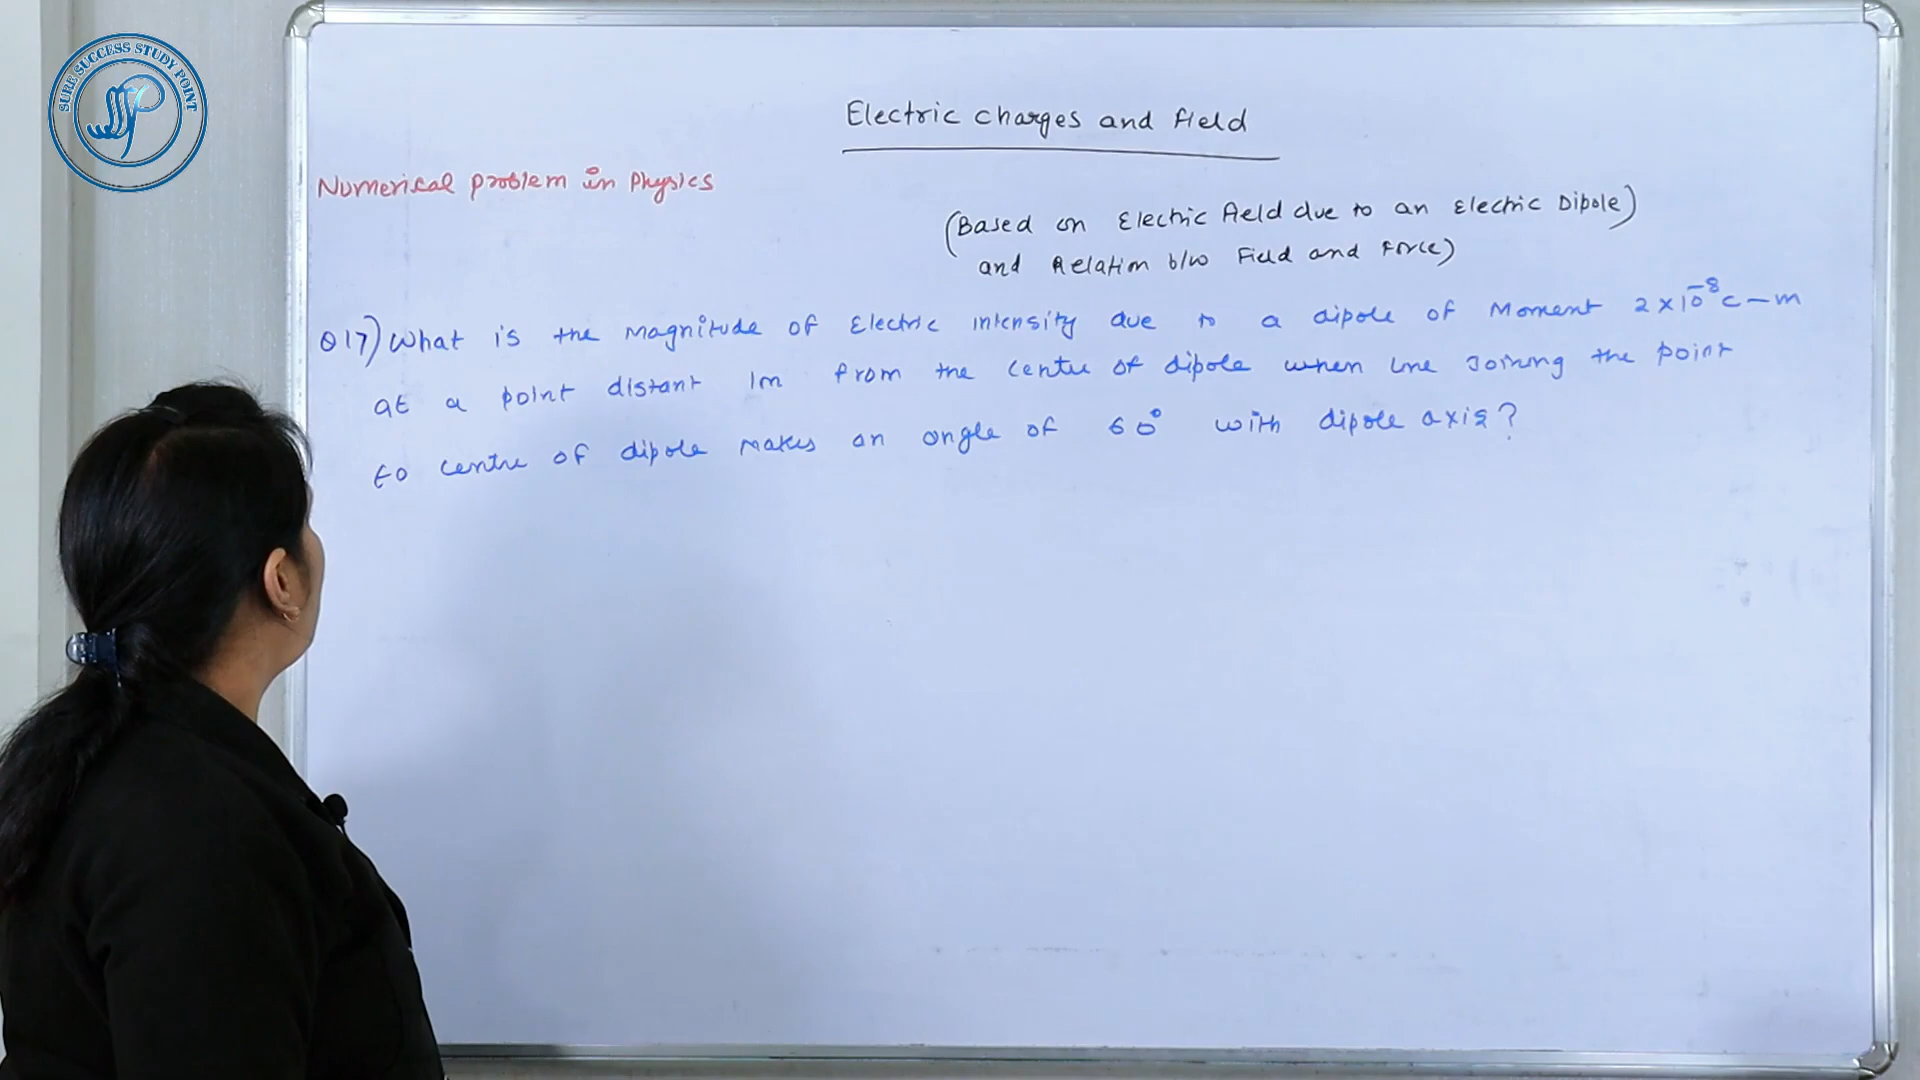 SURE SUCCESS STUDY POINT
Electric charges and field
Numerical problem in Physics
(Based on Electric field due to an Electric Dipole)
and Relation b/w Field and Force)
Q17) What is the magnitude of Electric intensity due to a dipole of Moment 2×10⁻⁸ C-m
at a point distant 1m from the centre of dipole when line Joining the point
to centre of dipole makes an angle of 60° with dipole axis?